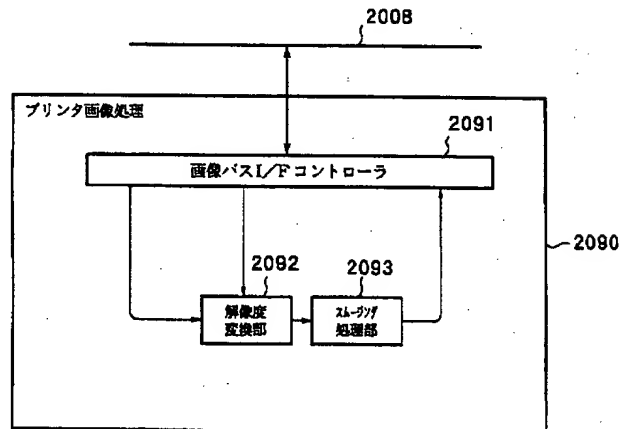 2008
プリンタ画像処理
2091
画像バスI/Fコントローラ
2090
2092
2093
解像度
変換部
スムージング
処理部